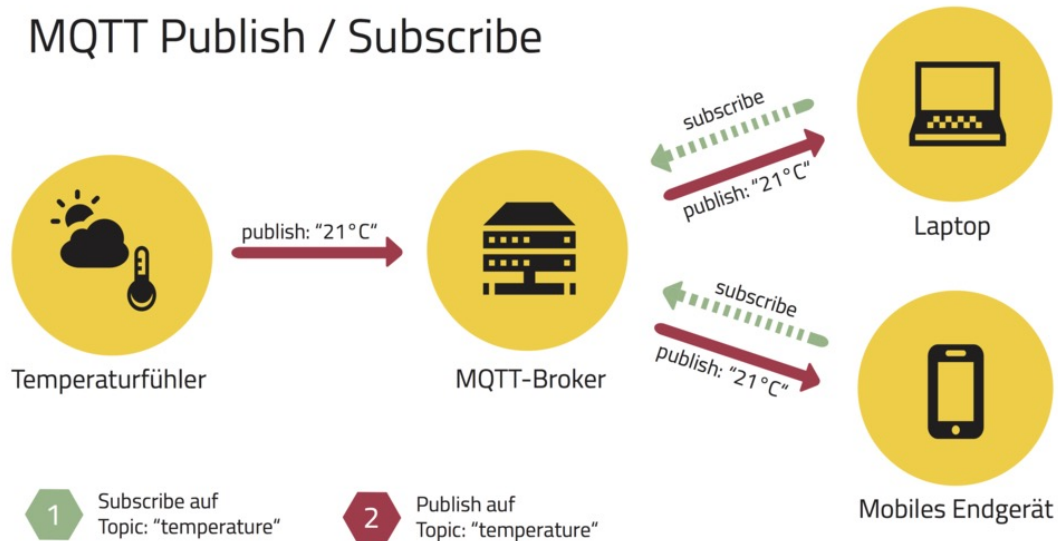 MQTT Publish / Subscribe
subscribe
publish: “21°C“
Laptop
publish: “21°C“
Temperaturfühler
MQTT-Broker
subscribe
publish: “21°C“
Mobiles Endgerät
1
Subscribe auf
Topic: “temperature“
2
Publish auf
Topic: “temperature“